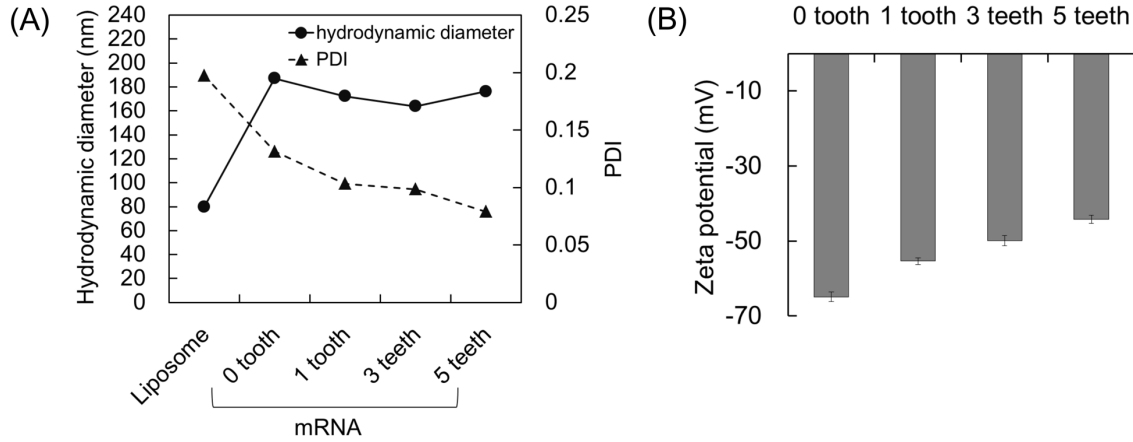 (A)
240
220
200
180
160
140
120
100
80
60
40
20
0
Hydrodynamic diameter (nm)
hydrodynamic diameter
PDI
0.25
0.2
0.15
0.1
0.05
0
PDI
Liposome
0 tooth
1 tooth
3 teeth
5 teeth
mRNA
(B)
0 tooth 1 tooth 3 teeth 5 teeth
-10
-30
-50
-70
Zeta potential (mV)